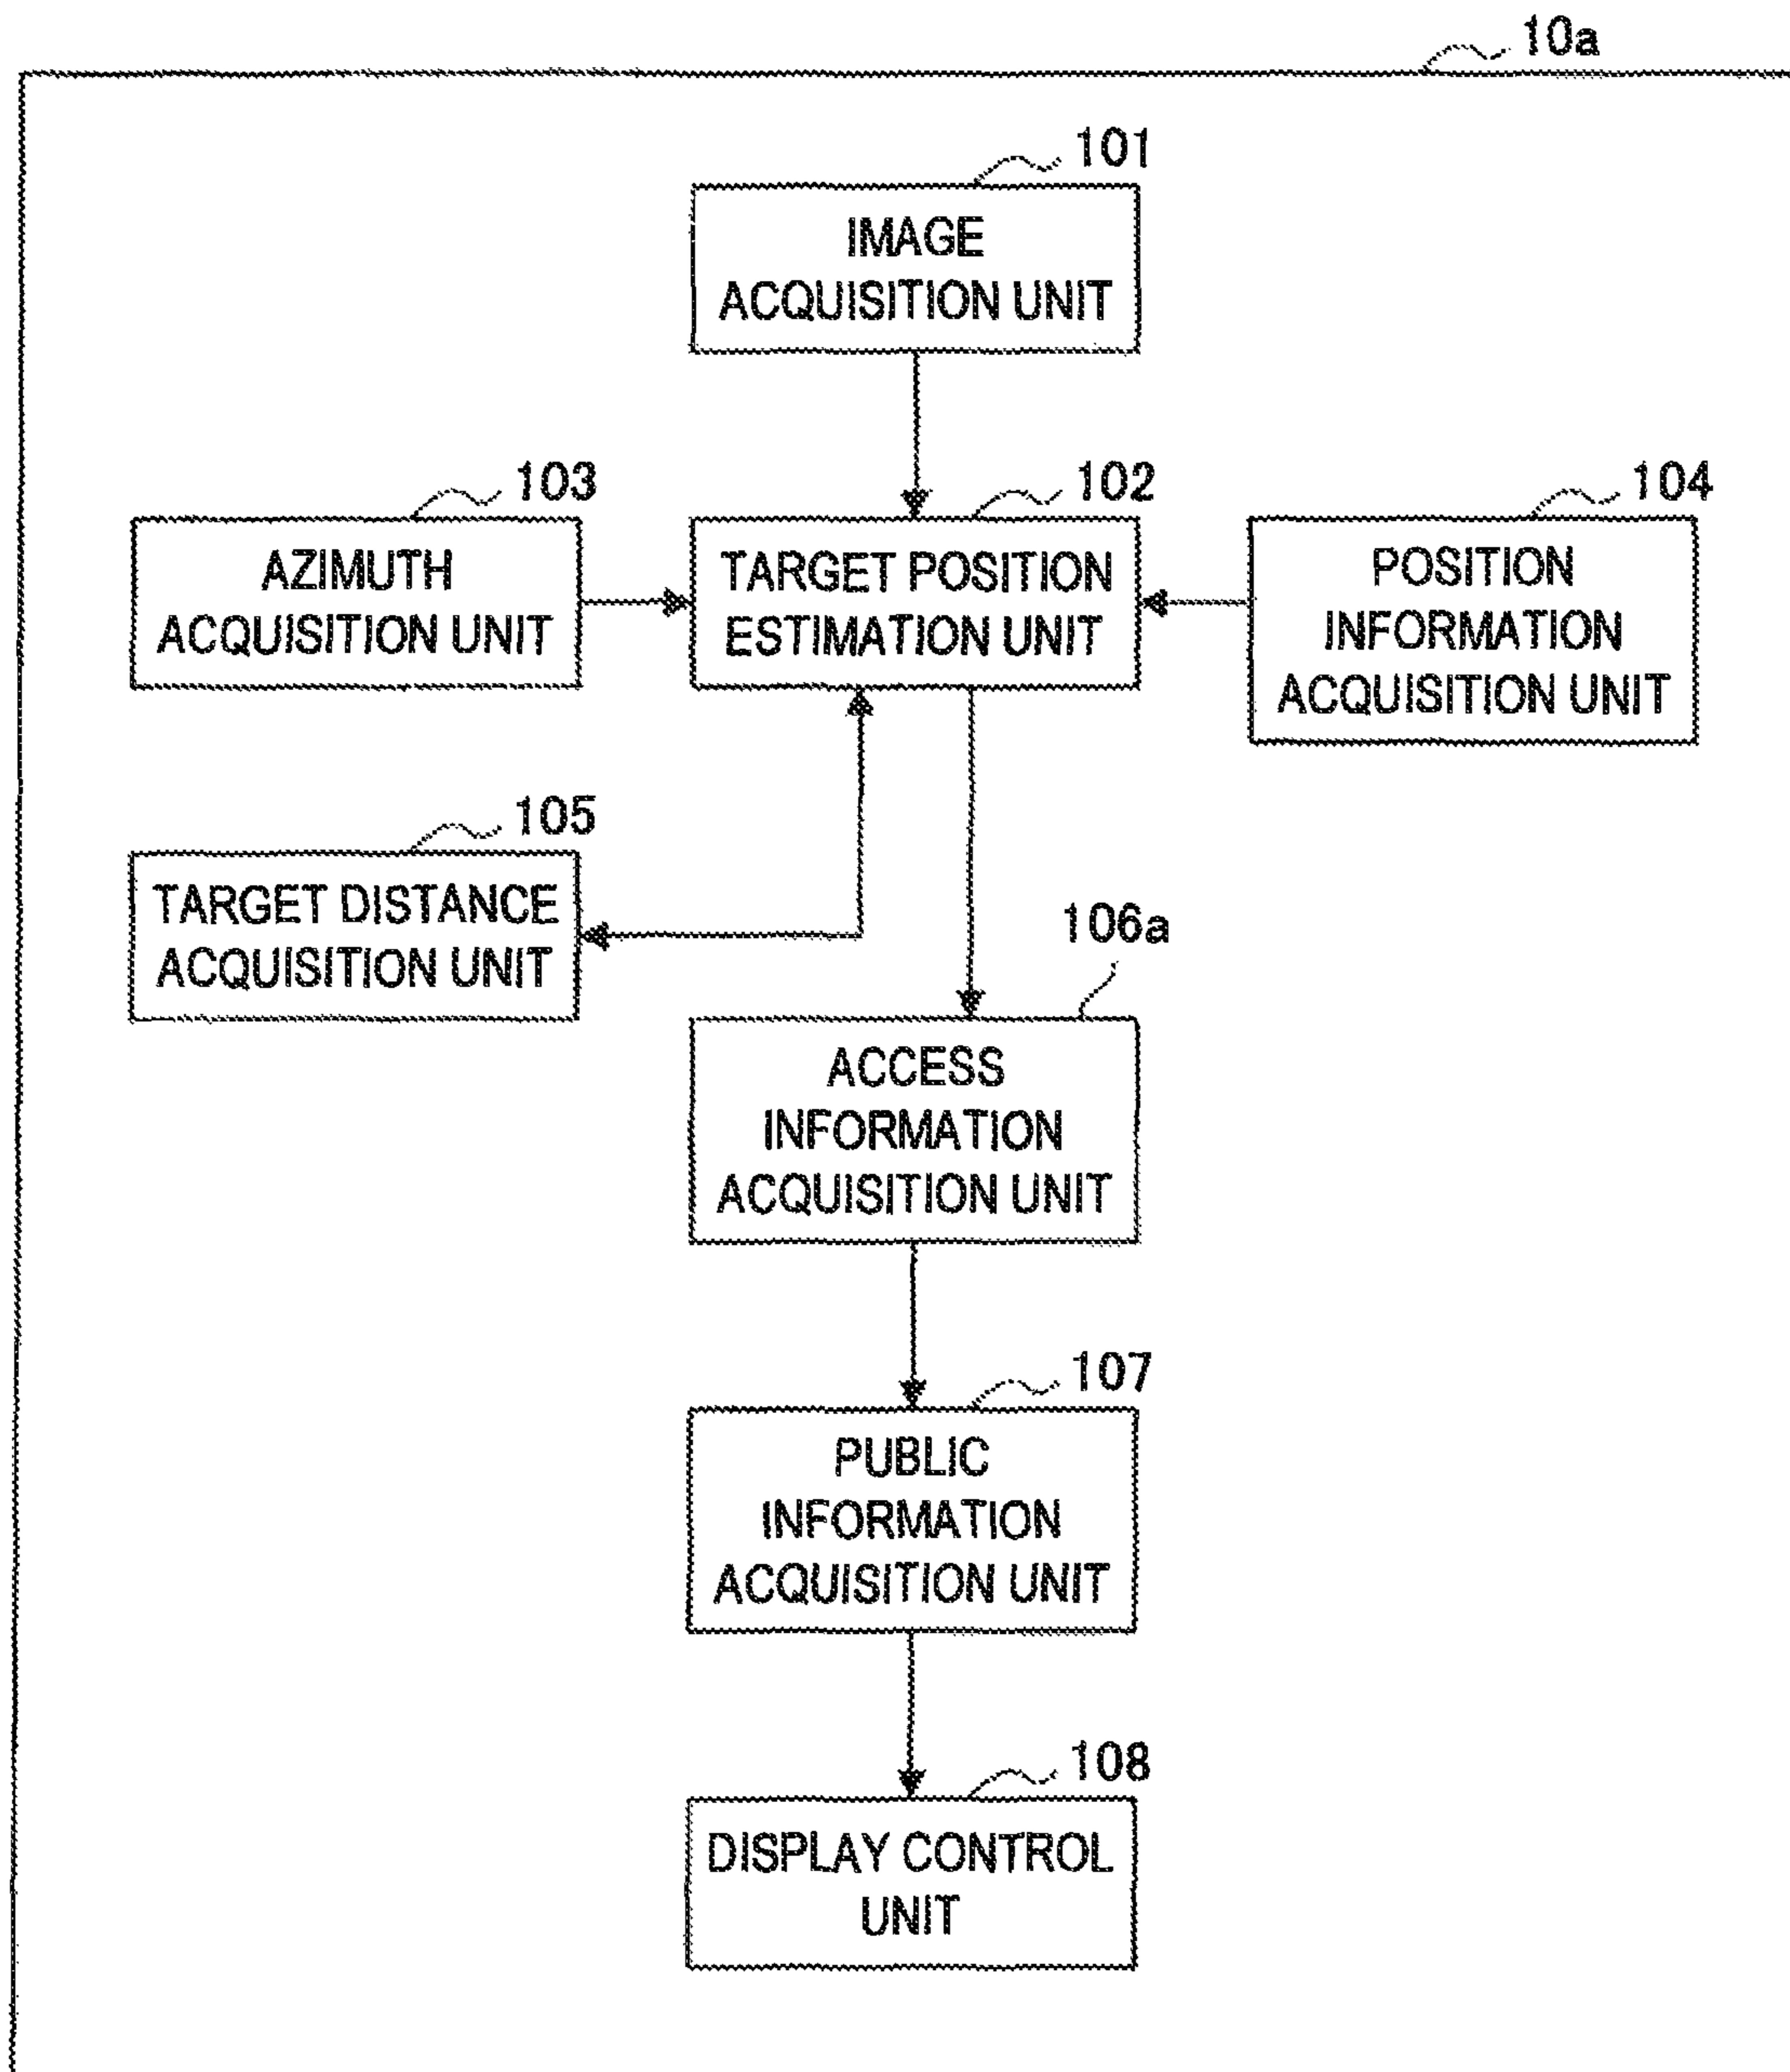 10a
101
IMAGE
ACQUISITION UNIT
103
AZIMUTH
ACQUISITION UNIT
102
TARGET POSITION
ESTIMATION UNIT
104
POSITION
INFORMATION
ACQUISITION UNIT
105
TARGET DISTANCE
ACQUISITION UNIT
106a
ACCESS
INFORMATION
ACQUISITION UNIT
107
PUBLIC
INFORMATION
ACQUISITION UNIT
108
DISPLAY CONTROL
UNIT